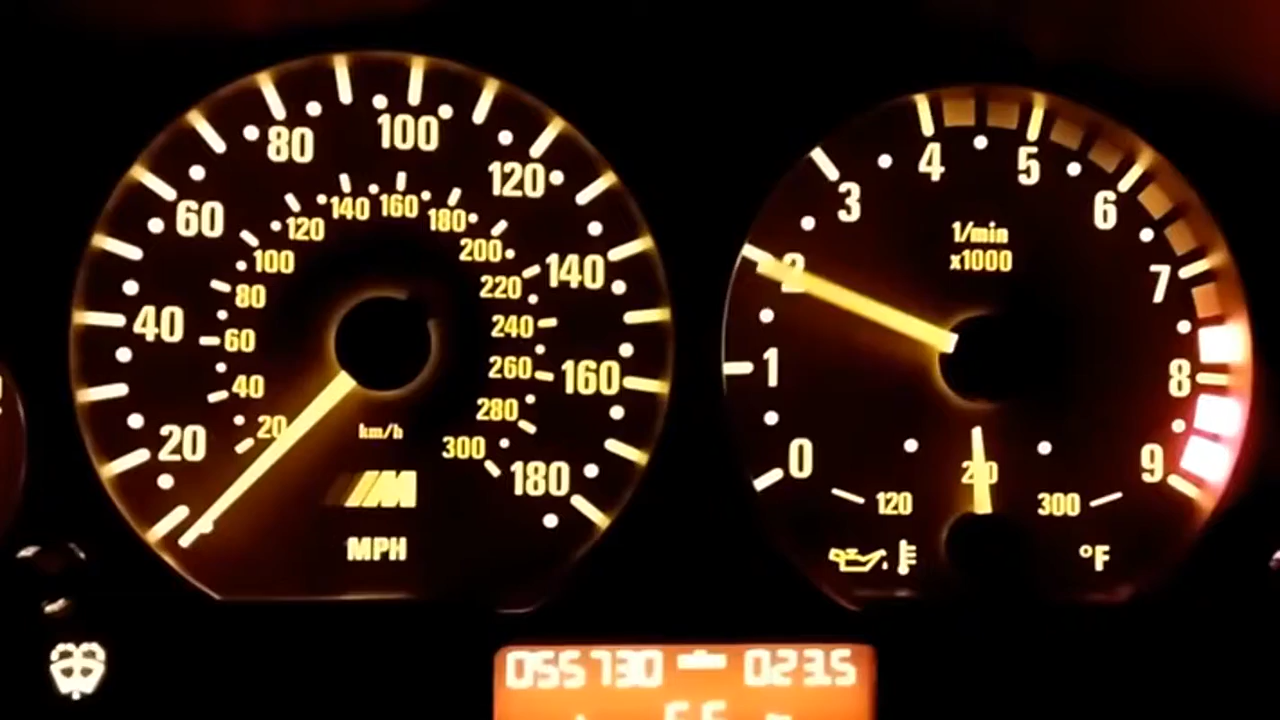 20 40 60 80 100 120 140 160 180
20 40 60 80 100 120 140 160 180 200 220 240 260 280 300
km/h
M
MPH
0 1 2 3 4 5 6 7 8 9
1/min
x1000
120 210 300
°F
055730 023.5